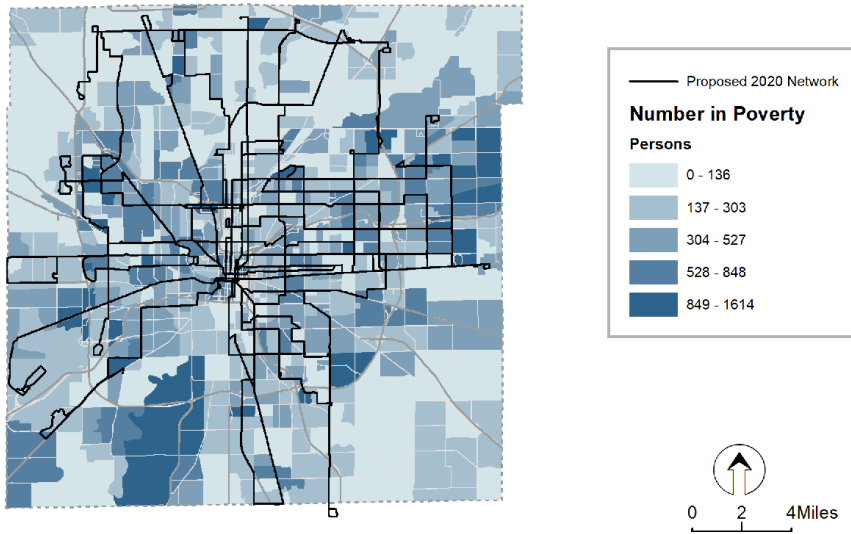 Proposed 2020 Network
Number in Poverty
Persons
0 - 136
137 - 303
304 - 527
528 - 848
849 - 1614
0 2 4Miles